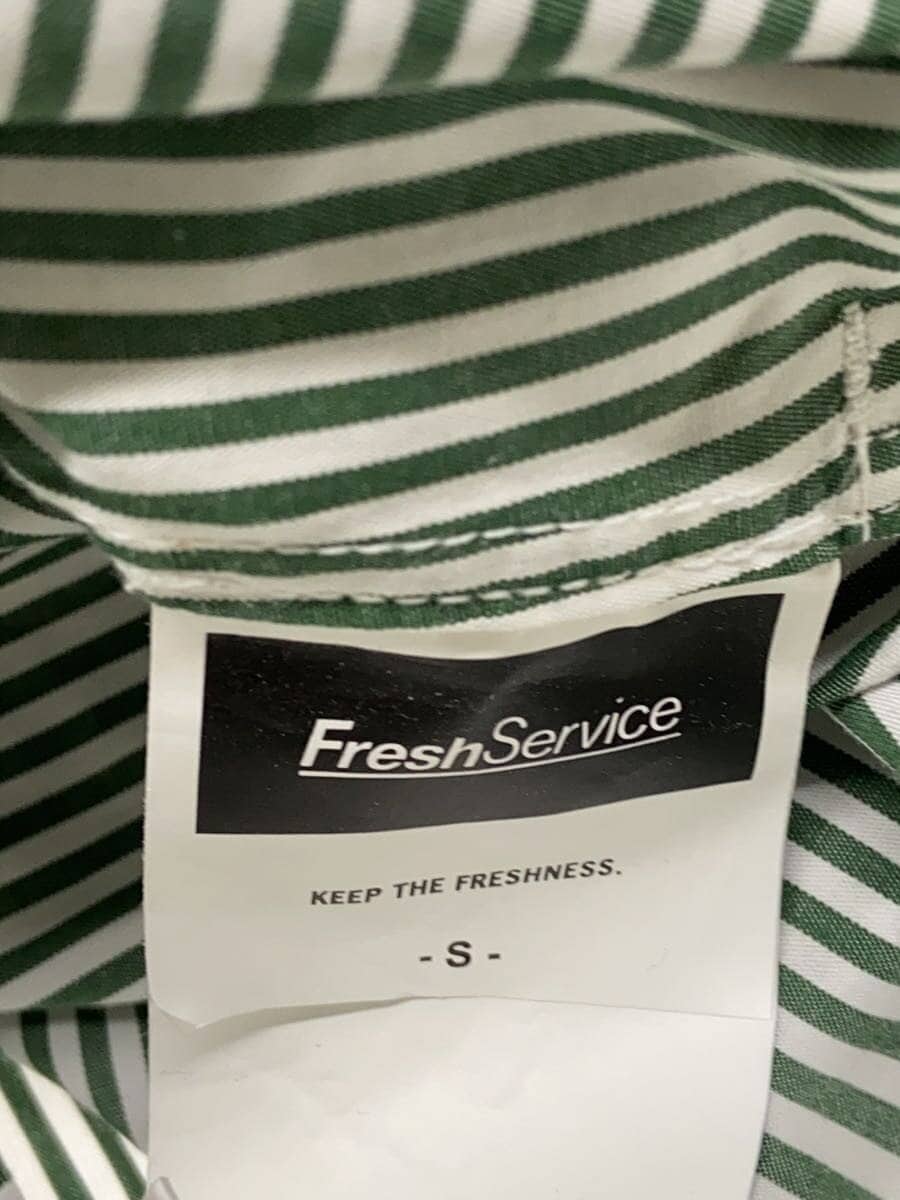 FreshService
KEEP THE FRESHNESS.
- S -